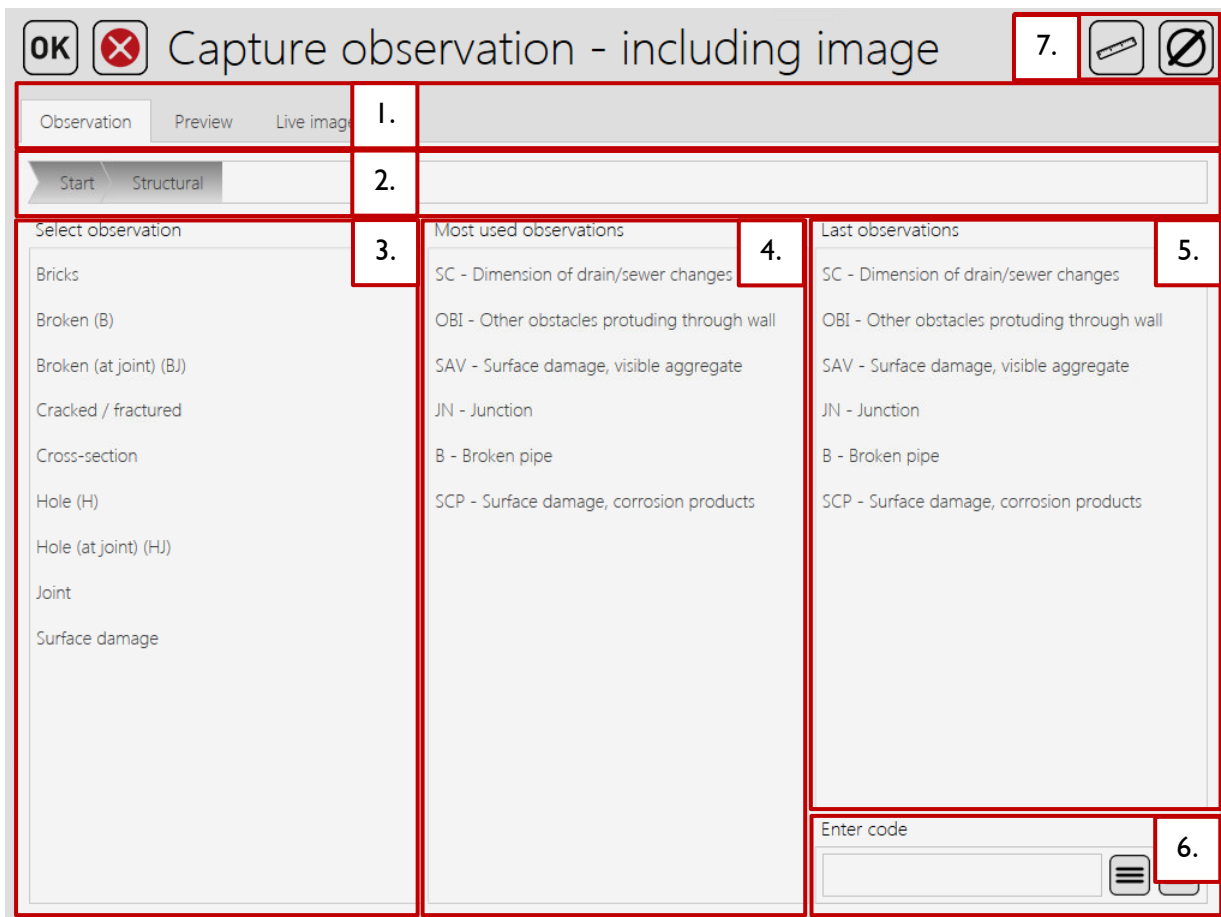 OK Capture observation - including image 7.
Observation Preview Live image 1.
Start Structural 2.
Select observation 3.
Bricks
Broken (B)
Broken (at joint) (BJ)
Cracked / fractured
Cross-section
Hole (H)
Hole (at joint) (HJ)
Joint
Surface damage
Most used observations 4.
SC - Dimension of drain/sewer changes
OBI - Other obstacles protuding through wall
SAV - Surface damage, visible aggregate
JN - Junction
B - Broken pipe
SCP - Surface damage, corrosion products
Last observations 5.
SC - Dimension of drain/sewer changes
OBI - Other obstacles protuding through wall
SAV - Surface damage, visible aggregate
JN - Junction
B - Broken pipe
SCP - Surface damage, corrosion products
Enter code 6.